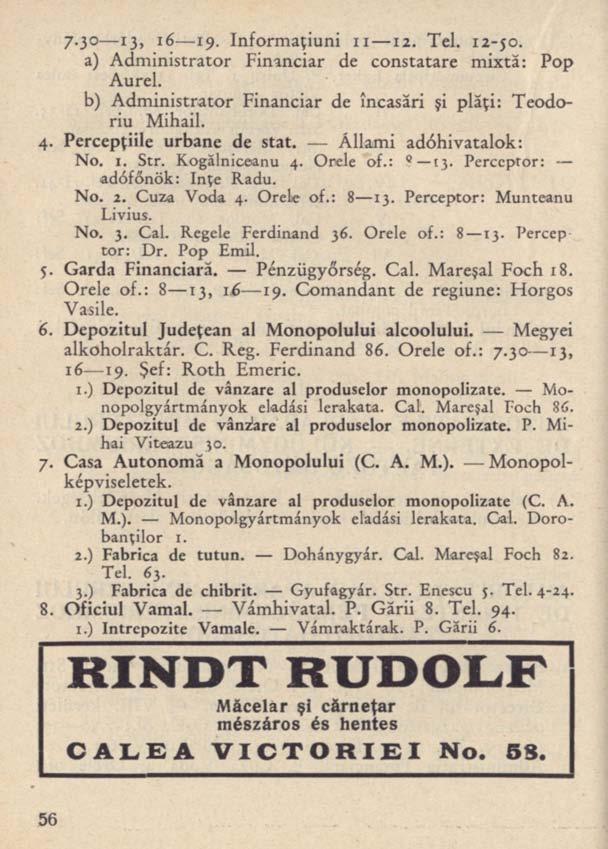 7.30—13, 16—19. Informaţiuni 11—12. Tel. 12-50.
a) Administrator Financiar de constatare mixtă: Pop
Aurel.
b) Administrator Financiar de încasări şi plăţi: Teodo-
riu Mihail.
4. Percepţiile urbane de stat. — Állami adóhivatalok:
No. 1. Str. Kogălniceanu 4. Orele of.: —13. Perceptor: —
adófőnök: Inţe Radu.
No. 2. Cuza Voda 4. Orele of.: 8—13. Perceptor: Munteanu
Livius.
No. 3. Cal. Regele Ferdinand 36. Orele of.: 8—13. Percep-
tor: Dr. Pop Emil.
5. Garda Financiară. — Pénzügyőrség. Cal. Mareşal Foch 18.
Orele of.: 8—13, 16—19. Comandant de regiune: Horgos
Vasile.
6. Depozitul Judeţean al Monopolului alcoolului. — Megyei
alkoholraktár. C. Reg. Ferdinand 86. Orele of.: 7.30—13,
16—19. Şef: Roth Emeric.
1.) Depozitul de vânzare al produselor monopolizate. — Mo-
nopolgyártmányok eladási lerakata. Cal. Mareşal Foch 86.
2.) Depozitul de vânzare al produselor monopolizate. P. Mi-
hai Viteazu 30.
7. Casa Autonomă a Monopolului (C. A. M.). — Monopol-
képviseletek.
1.) Depozitul de vânzare al produselor monopolizate (C. A.
M.). — Monopolgyártmányok eladási lerakata. Cal. Doro-
banţilor 1.
2.) Fabrica de tutun. — Dohánygyár. Cal. Mareşal Foch 82.
Tel. 63.
3.) Fabrica de chibrit. — Gyufagyár. Str. Enescu 5. Tel. 4-24.
8. Oficiul Vamal. — Vámhivatal. P. Gării 8. Tel. 94.
1.) Intrepozite Vamale. — Vámraktárak. P. Gării 6.
RINDT RUDOLF
Măcelar şi cărneţar
mészáros és hentes
CALEA VICTORIEI No. 58.
56